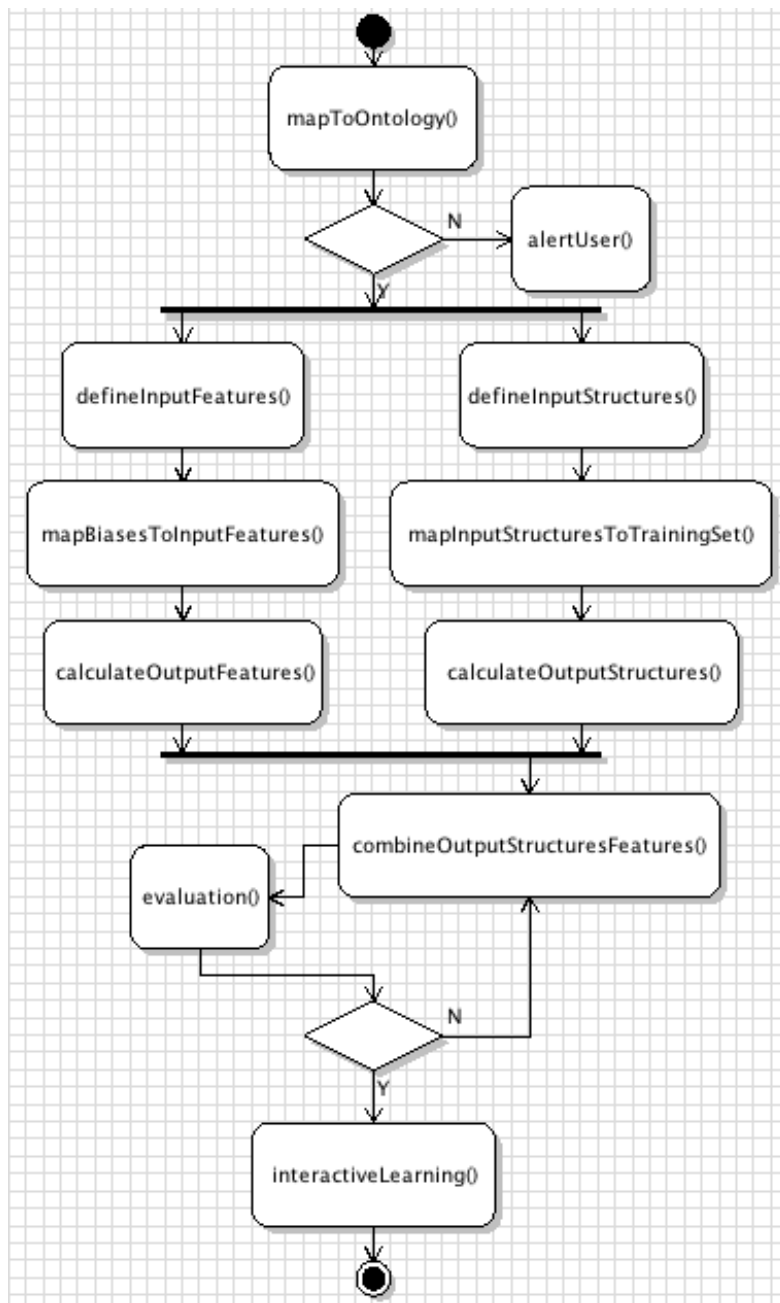 mapToOntology()
N
alertUser()
Y
defineInputFeatures()
defineInputStructures()
mapBiasesToInputFeatures()
mapInputStructuresToTrainingSet()
calculateOutputFeatures()
calculateOutputStructures()
combineOutputStructuresFeatures()
evaluation()
N
Y
interactiveLearning()